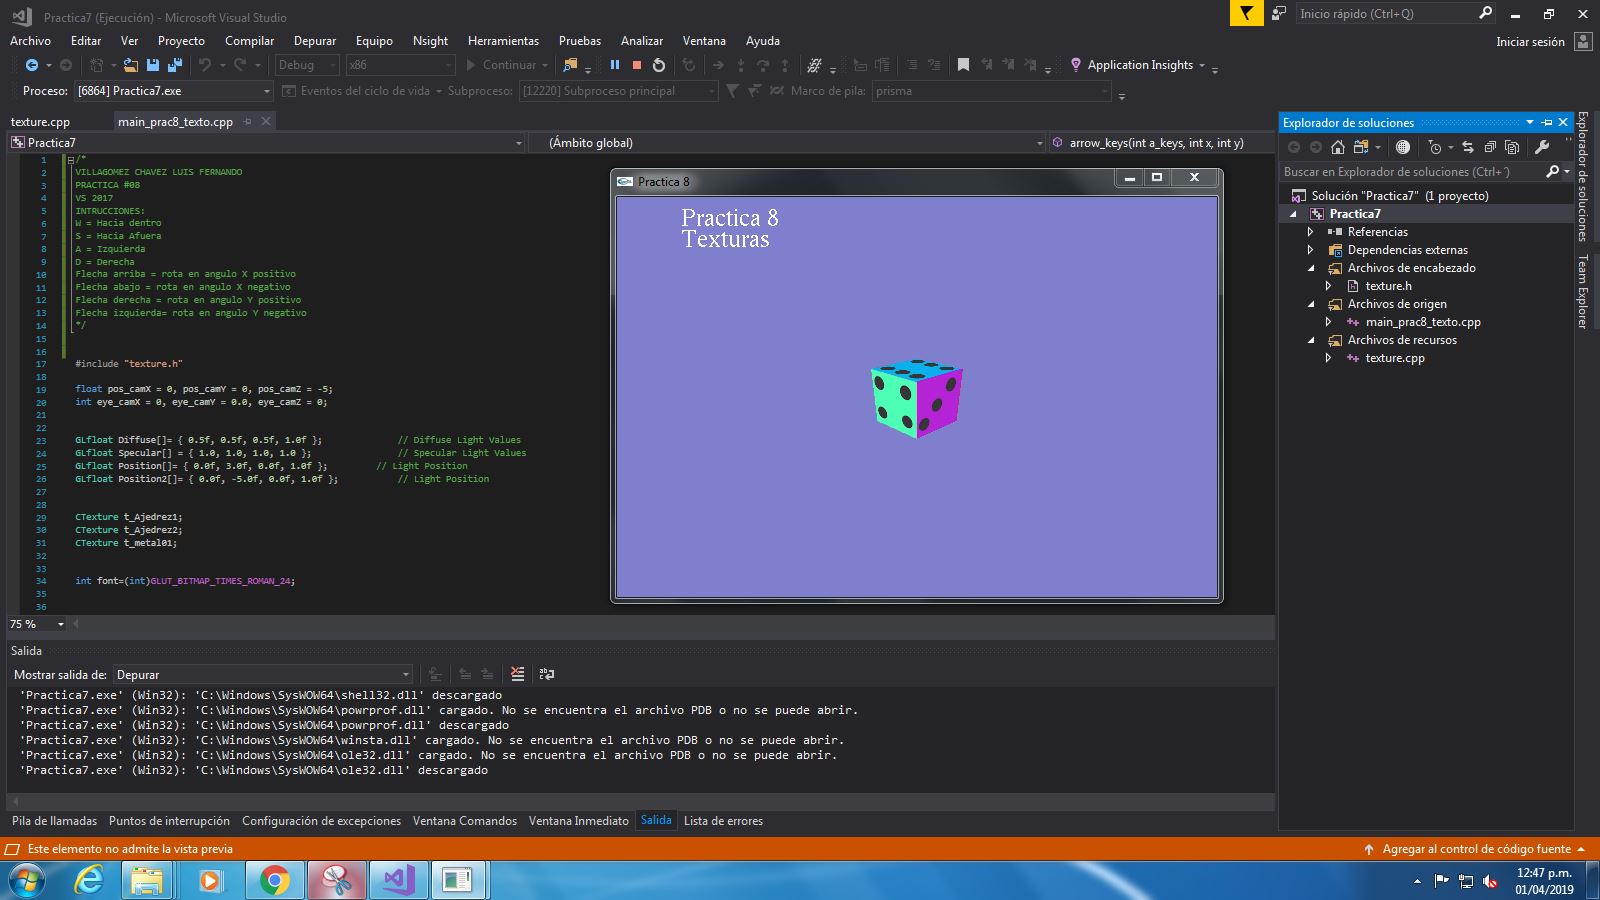 Practica7 (Ejecución) - Microsoft Visual Studio
Inicio rápido (Ctrl+Q)
Archivo Editar Ver Proyecto Compilar Depurar Equipo Nsight Herramientas Pruebas Analizar Ventana Ayuda
Iniciar sesión
Debug x86 Continuar Application Insights
Proceso: [6864] Practica7.exe Eventos del ciclo de vida Subproceso: [12220] Subproceso principal Marco de pila: prisma
texture.cpp main_prac8_texto.cpp
Practica7 (Ámbito global) arrow_keys(int a_keys, int x, int y)
1 /*
2 VILLAGOMEZ CHAVEZ LUIS FERNANDO
3 PRACTICA #08
4 VS 2017
5 INTRUCCIONES:
6 W = Hacia dentro
7 S = Hacia Afuera
8 A = Izquierda
9 D = Derecha
10 Flecha arriba = rota en angulo X positivo
11 Flecha abajo = rota en angulo X negativo
12 Flecha derecha = rota en angulo Y positivo
13 Flecha izquierda= rota en angulo Y negativo
14 */
15
16
17 #include "texture.h"
18
19 float pos_camX = 0, pos_camY = 0, pos_camZ = -5;
20 int eye_camX = 0, eye_camY = 0.0, eye_camZ = 0;
21
22
23 GLfloat Diffuse[]= { 0.5f, 0.5f, 0.5f, 1.0f }; // Diffuse Light Values
24 GLfloat Specular[] = { 1.0, 1.0, 1.0, 1.0 }; // Specular Light Values
25 GLfloat Position[]= { 0.0f, 3.0f, 0.0f, 1.0f }; // Light Position
26 GLfloat Position2[]= { 0.0f, -5.0f, 0.0f, 1.0f }; // Light Position
27
28
29 CTexture t_Ajedrez1;
30 CTexture t_Ajedrez2;
31 CTexture t_metal01;
32
33
34 int font=(int)GLUT_BITMAP_TIMES_ROMAN_24;
35
36
75 %
Practica 8
Practica 8
Texturas
Explorador de soluciones
Buscar en Explorador de soluciones (Ctrl+´)
Solución "Practica7" (1 proyecto)
Practica7
Referencias
Dependencias externas
Archivos de encabezado
texture.h
Archivos de origen
main_prac8_texto.cpp
Archivos de recursos
texture.cpp
Explorador de soluciones
Team Explorer
Salida
Mostrar salida de: Depurar
'Practica7.exe' (Win32): 'C:\Windows\SysWOW64\shell32.dll' descargado
'Practica7.exe' (Win32): 'C:\Windows\SysWOW64\powrprof.dll' cargado. No se encuentra el archivo PDB o no se puede abrir.
'Practica7.exe' (Win32): 'C:\Windows\SysWOW64\powrprof.dll' descargado
'Practica7.exe' (Win32): 'C:\Windows\SysWOW64\winsta.dll' cargado. No se encuentra el archivo PDB o no se puede abrir.
'Practica7.exe' (Win32): 'C:\Windows\SysWOW64\ole32.dll' cargado. No se encuentra el archivo PDB o no se puede abrir.
'Practica7.exe' (Win32): 'C:\Windows\SysWOW64\ole32.dll' descargado
Pila de llamadas Puntos de interrupción Configuración de excepciones Ventana Comandos Ventana Inmediato Salida Lista de errores
Este elemento no admite la vista previa
Agregar al control de código fuente
12:47 p.m.
01/04/2019